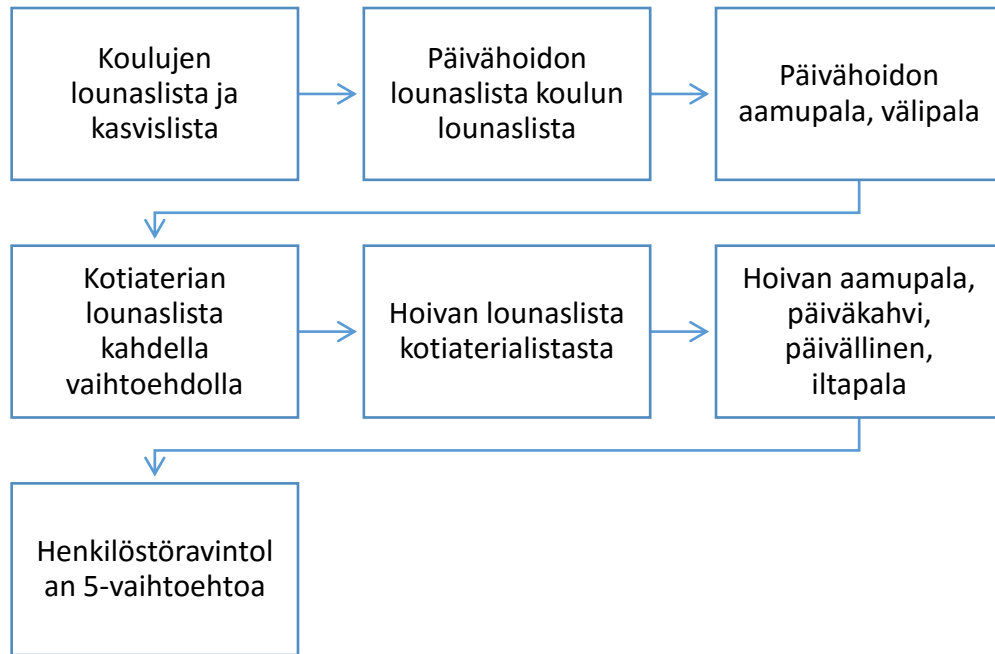 Koulujen
lounaslista ja
kasvislista
Päivähoidon
lounaslista koulun
lounaslista
Päivähoidon
aamupala, välipala
Kotiaterian
lounaslista
kahdella
vaihtoehdolla
Hoivan lounaslista
kotiaterialistasta
Hoivan aamupala,
päiväkahvi,
päivällinen,
iltapala
Henkilöstöravintol
an 5-vaihtoehtoa